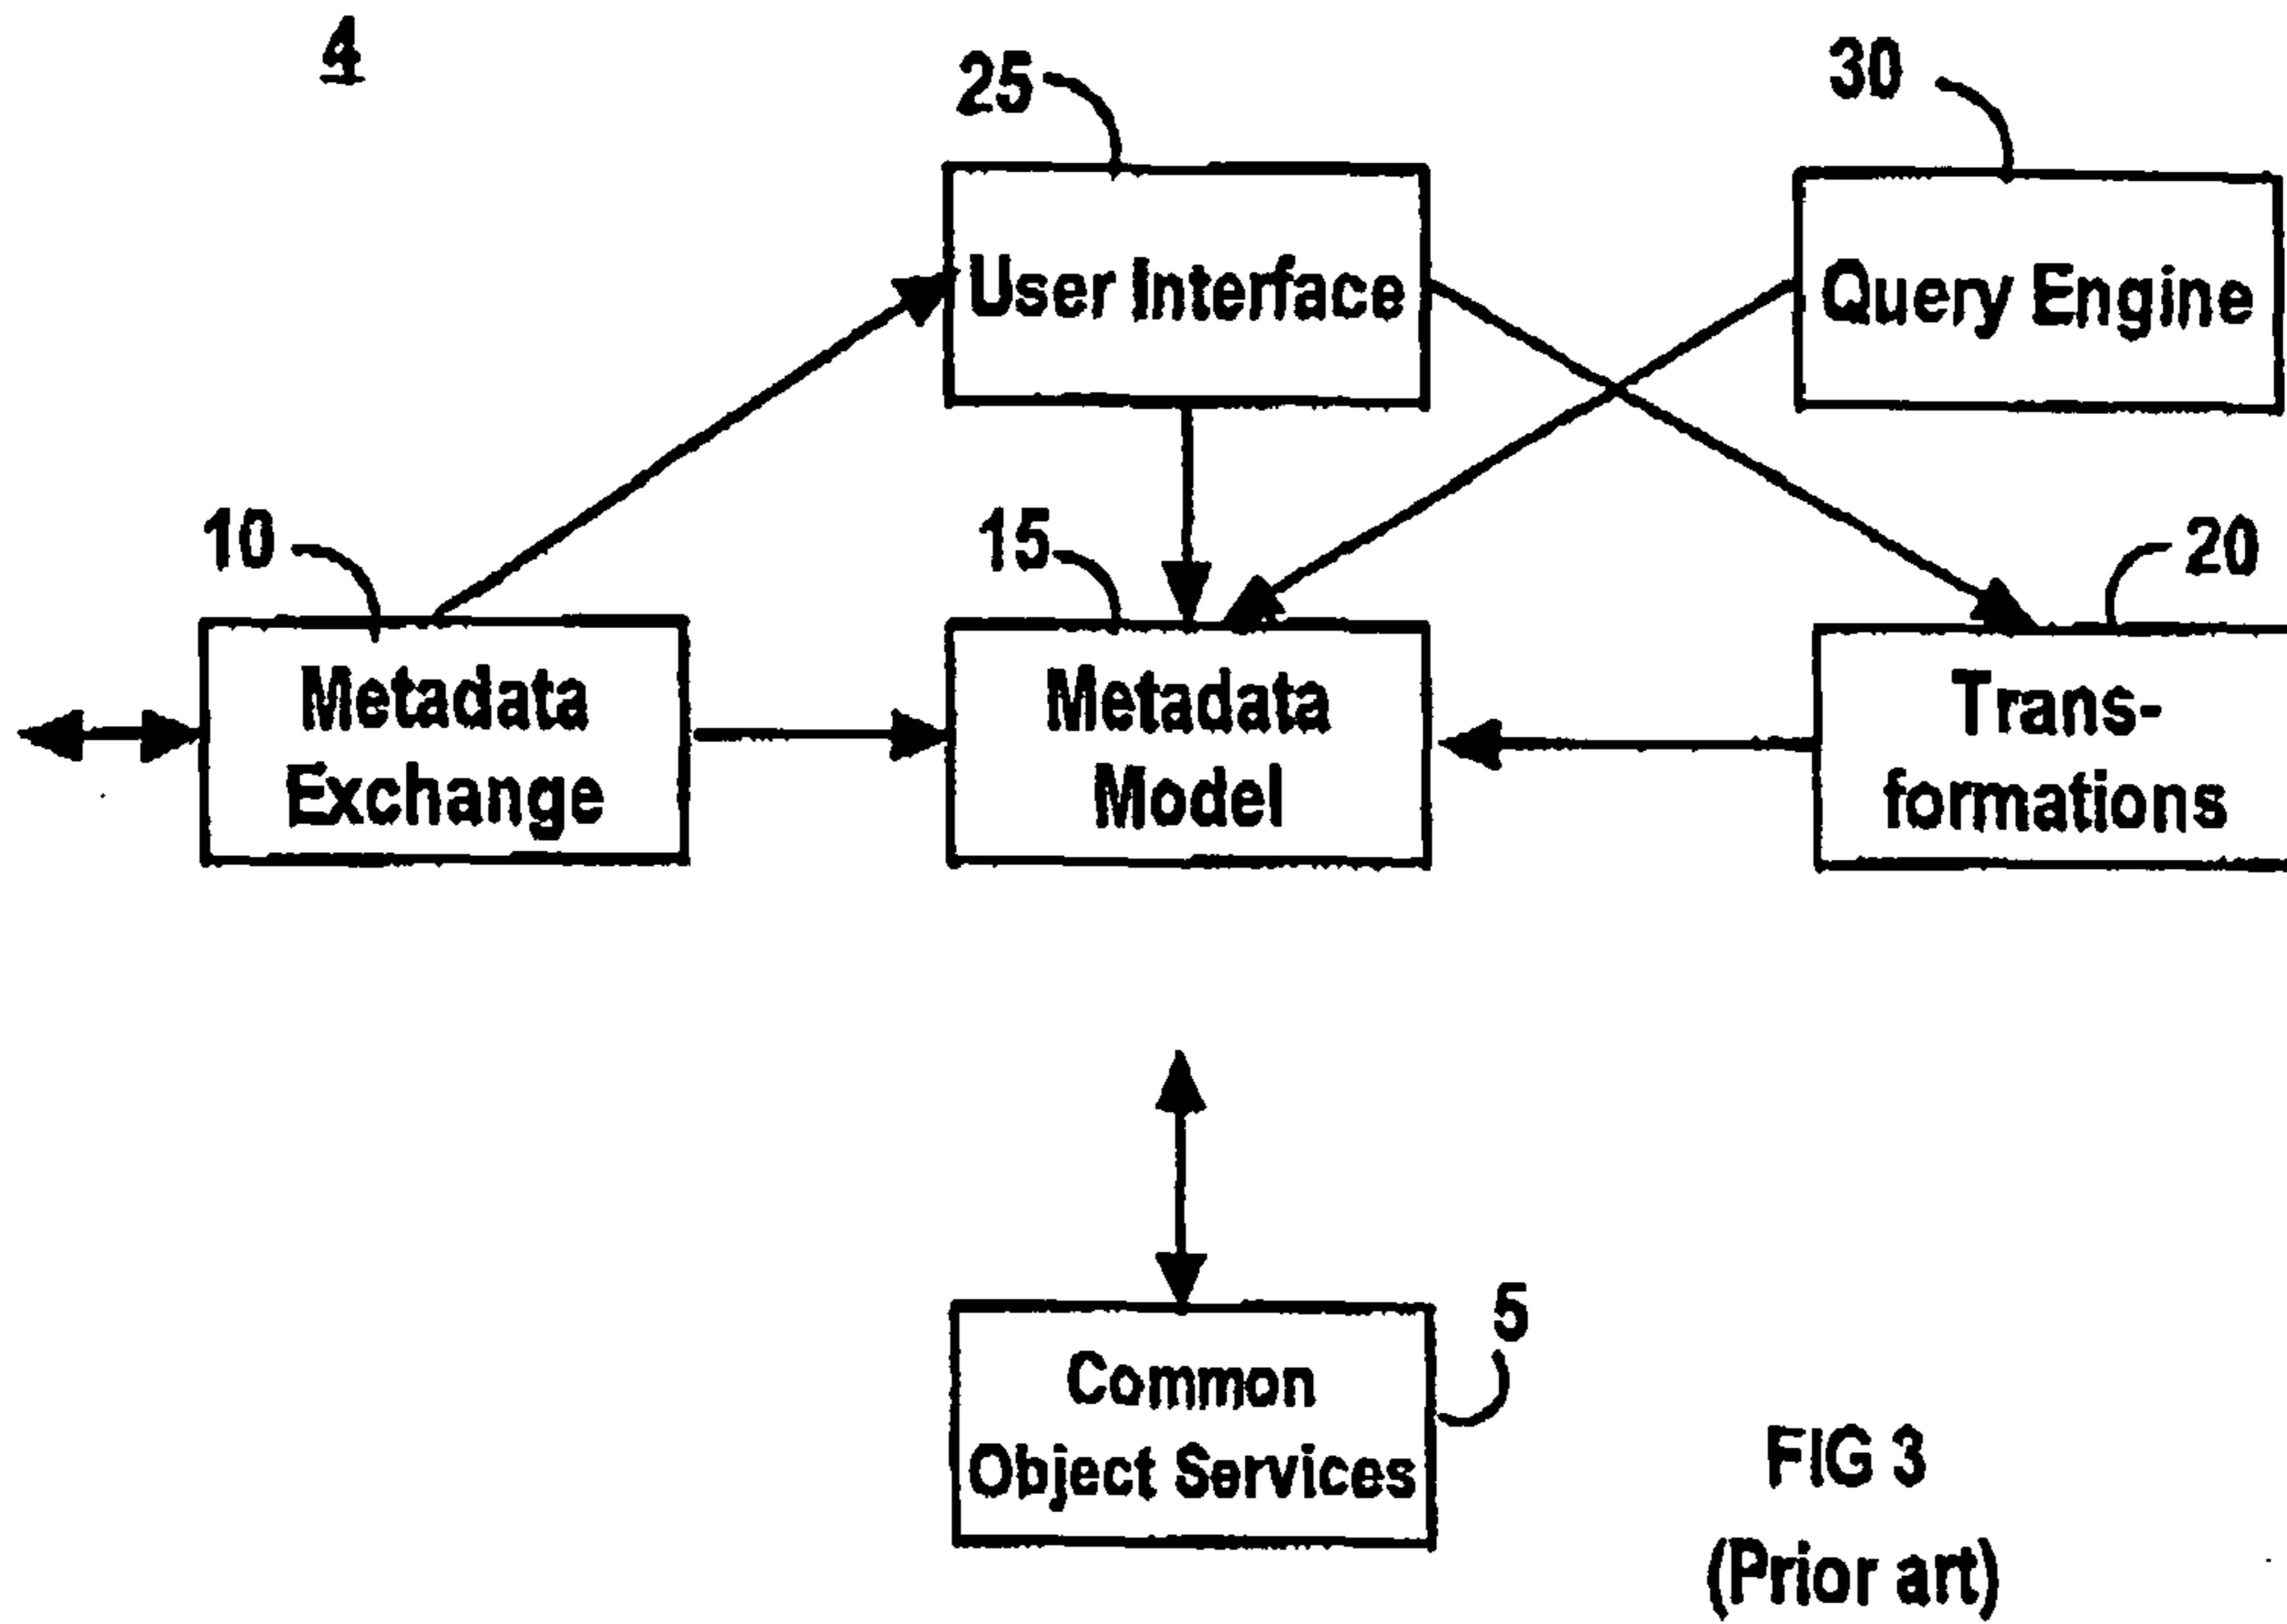 4
25
30
User Interface
Query Engine
10
15
20
Metadata
Exchange
Metadata
Model
Trans-
formations
5
Common
Object Services
FIG 3
(Prior art)